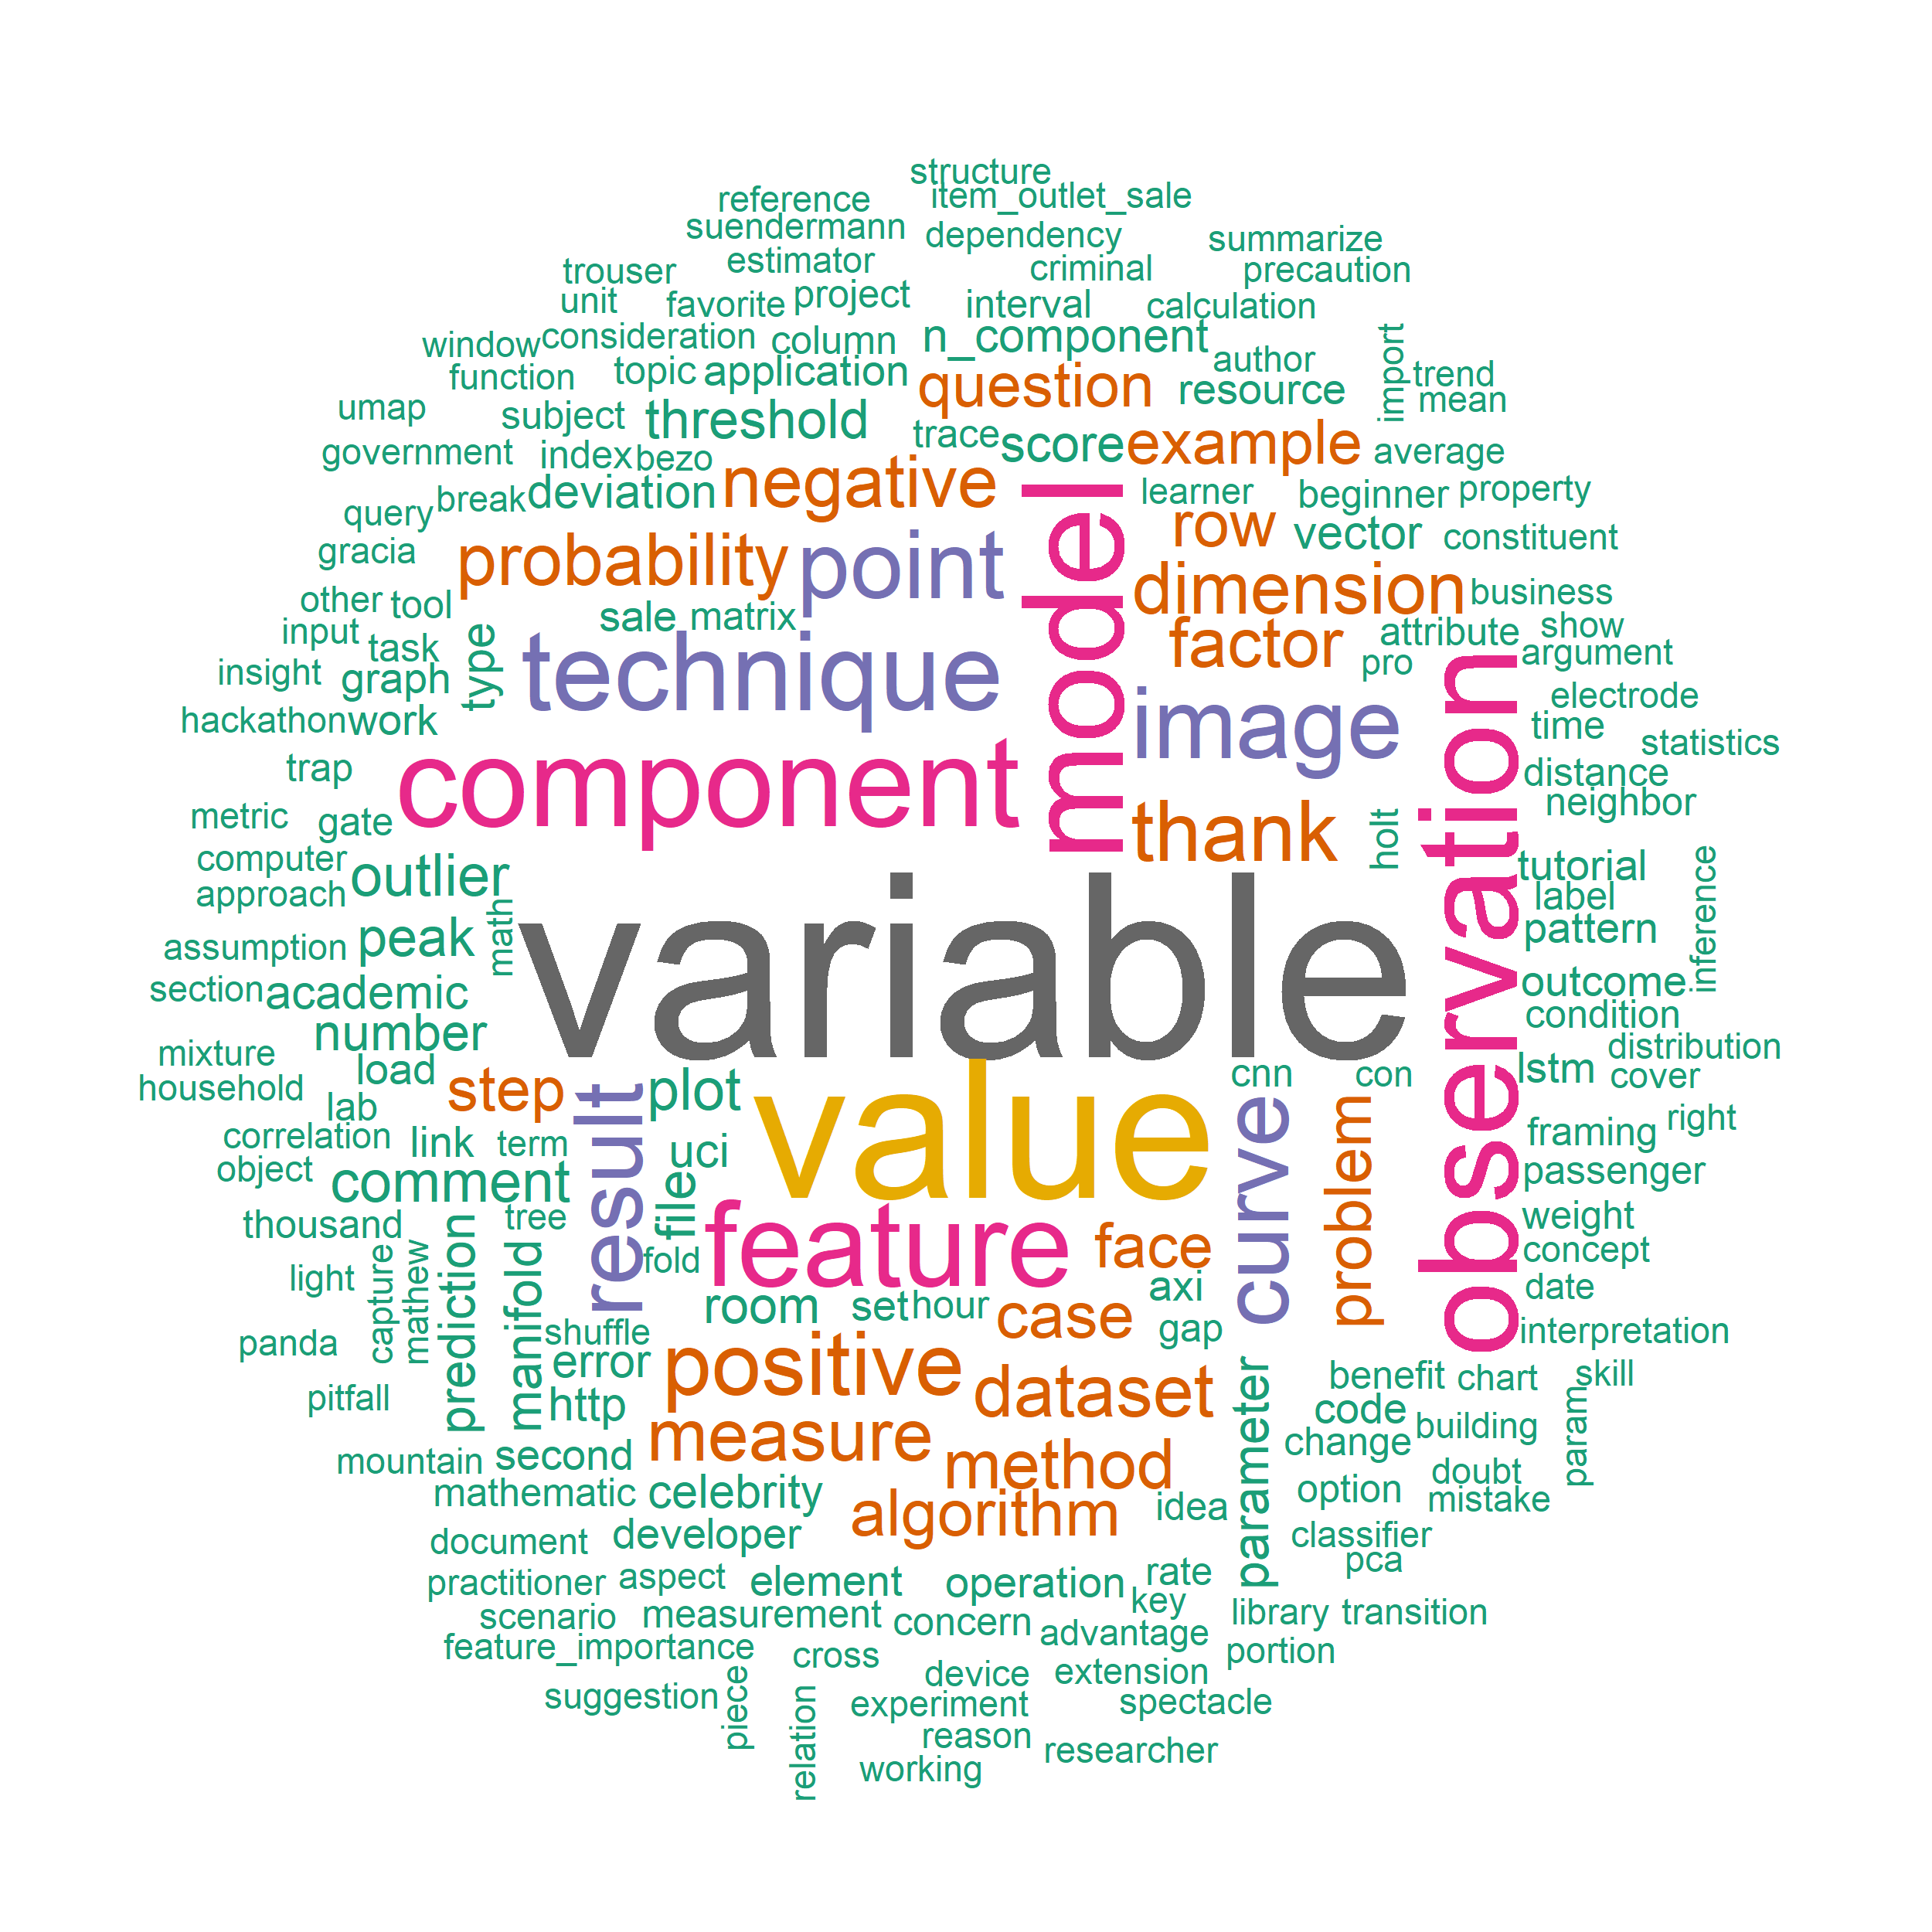 structure
reference
item_outlet_sale
suendermann
dependency
summarize
estimator
criminal
precaution
trouser
unit
favorite
project
interval
calculation
window
consideration
column
n_component
author
import
trend
function
topic
application
question
resource
mean
umap
subject
threshold
trace
score
example
average
government
index
bezo
negative
model
learner
beginner
property
query
break
deviation
row
vector
constituent
gracia
probability
point
dimension
business
other
tool
sale
matrix
factor
attribute
show
input
task
type
technique
pro
argument
insight
graph
image
observation
electrode
hackathon
work
time
statistics
trap
component
distance
neighbor
metric
gate
thank
holt
computer
outlier
tutorial
inference
approach
label
math
variable
peak
pattern
assumption
section
academic
outcome
number
condition
mixture
load
distribution
household
step
result
plot
value
cnn
con
lstm
cover
lab
curve
problem
correlation
link
term
uci
framing
right
object
comment
file
passenger
thousand
tree
feature
face
weight
prediction
manifold
fold
concept
light
capture
mathew
room
set
hour
axi
date
panda
shuffle
case
gap
interpretation
pitfall
error
positive
dataset
parameter
benefit
chart
skill
http
code
measure
change
building
param
mountain
second
method
doubt
mathematic
celebrity
algorithm
idea
option
mistake
document
developer
classifier
pca
practitioner
aspect
element
operation
rate
key
scenario
measurement
concern
advantage
library
transition
feature_importance
cross
portion
suggestion
piece
relation
device
extension
experiment
spectacle
reason
researcher
working